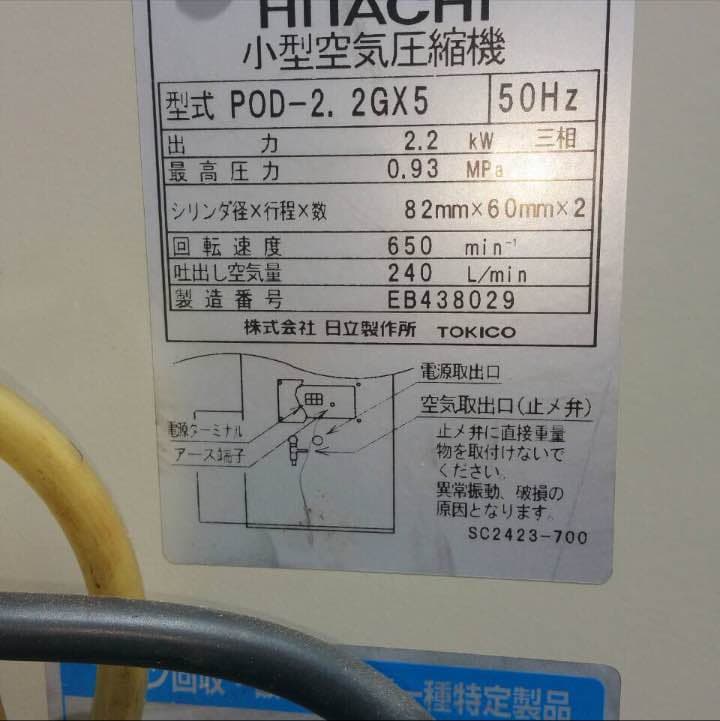 HITACHI
小型空気圧縮機
型式 POD-2.2GX5 50Hz
出力 2.2 kW 三相
最高圧力 0.93 MPa
シリンダ径×行程×数 82mm×60mm×2
回転速度 650 min⁻¹
吐出し空気量 240 L/min
製造番号 EB438029
株式会社 日立製作所 TOKICO
電源取出口
空気取出口(止メ弁)
電源ターミナル
アース端子
止メ弁に直接重量
物を取付けないで
ください。
異常振動、破損の
原因となります。
SC2423-700
回収・
一種特定製品